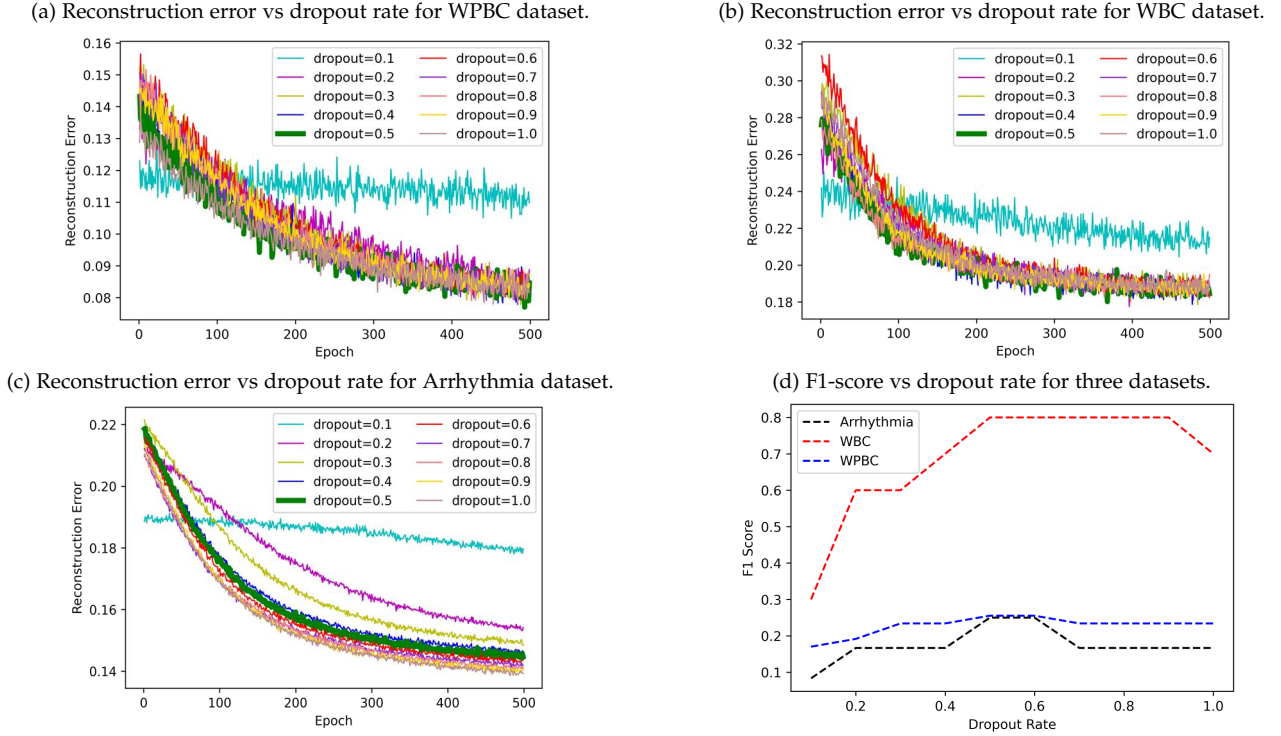 (a) Reconstruction error vs dropout rate for WPBC dataset.
0.16
0.15
0.14
0.13
0.12
0.11
0.10
0.09
0.08
Reconstruction Error
dropout=0.1
dropout=0.2
dropout=0.3
dropout=0.4
dropout=0.5
dropout=0.6
dropout=0.7
dropout=0.8
dropout=0.9
dropout=1.0
0 100 200 300 400 500
Epoch
(b) Reconstruction error vs dropout rate for WBC dataset.
0.32
0.30
0.28
0.26
0.24
0.22
0.20
0.18
Reconstruction Error
dropout=0.1
dropout=0.2
dropout=0.3
dropout=0.4
dropout=0.5
dropout=0.6
dropout=0.7
dropout=0.8
dropout=0.9
dropout=1.0
0 100 200 300 400 500
Epoch
(c) Reconstruction error vs dropout rate for Arrhythmia dataset.
0.22
0.20
0.18
0.16
0.14
Reconstruction Error
dropout=0.1
dropout=0.2
dropout=0.3
dropout=0.4
dropout=0.5
dropout=0.6
dropout=0.7
dropout=0.8
dropout=0.9
dropout=1.0
0 100 200 300 400 500
Epoch
(d) F1-score vs dropout rate for three datasets.
0.8
0.7
0.6
0.5
0.4
0.3
0.2
0.1
F1 Score
Arrhythmia
WBC
WPBC
0.2 0.4 0.6 0.8 1.0
Dropout Rate